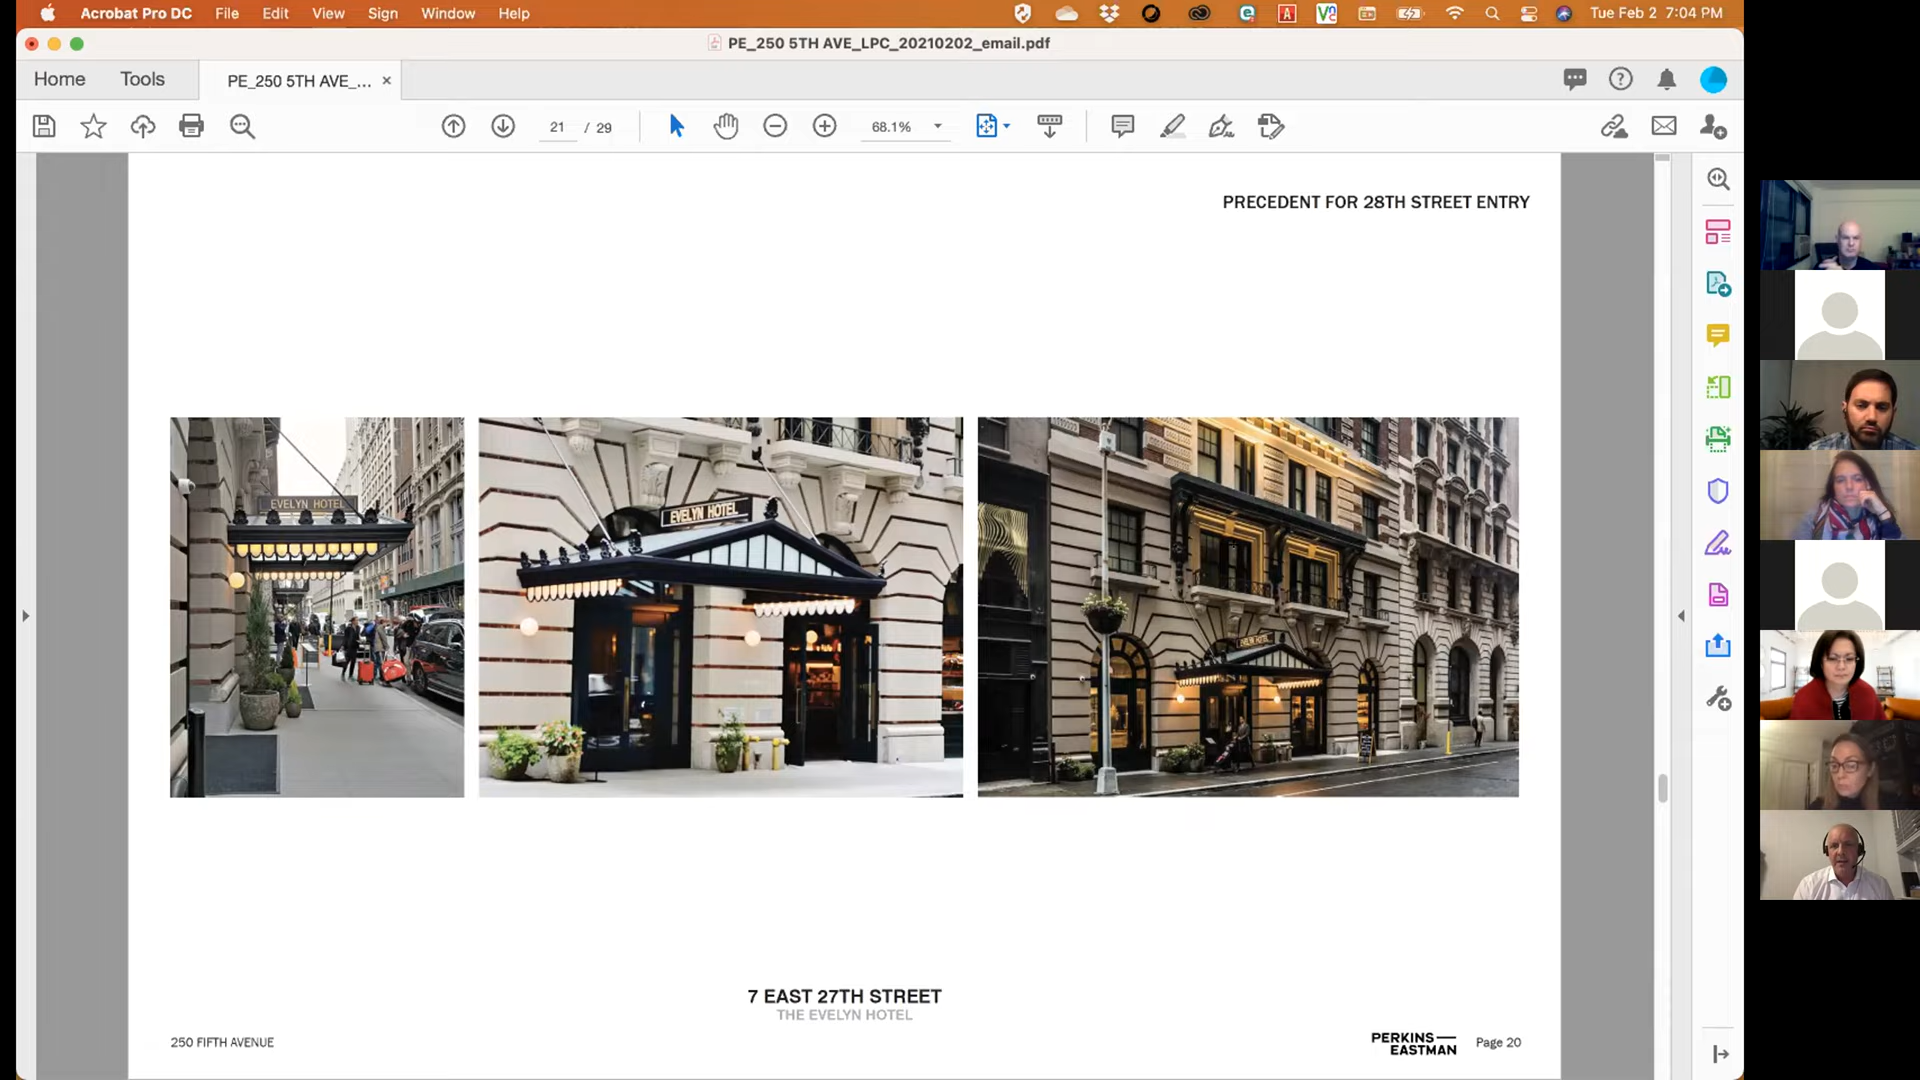 Acrobat Pro DC File Edit View Sign Window Help Tue Feb 2 7:04 PM
PE_250 5TH AVE_LPC_20210202_email.pdf
Home Tools PE_250 5TH AVE_... ×
21 / 29 68.1%
PRECEDENT FOR 28TH STREET ENTRY
EVELYN HOTEL
EVELYN HOTEL
EVELYN HOTEL
7 EAST 27TH STREET
THE EVELYN HOTEL
250 FIFTH AVENUE
PERKINS—
EASTMAN
Page 20